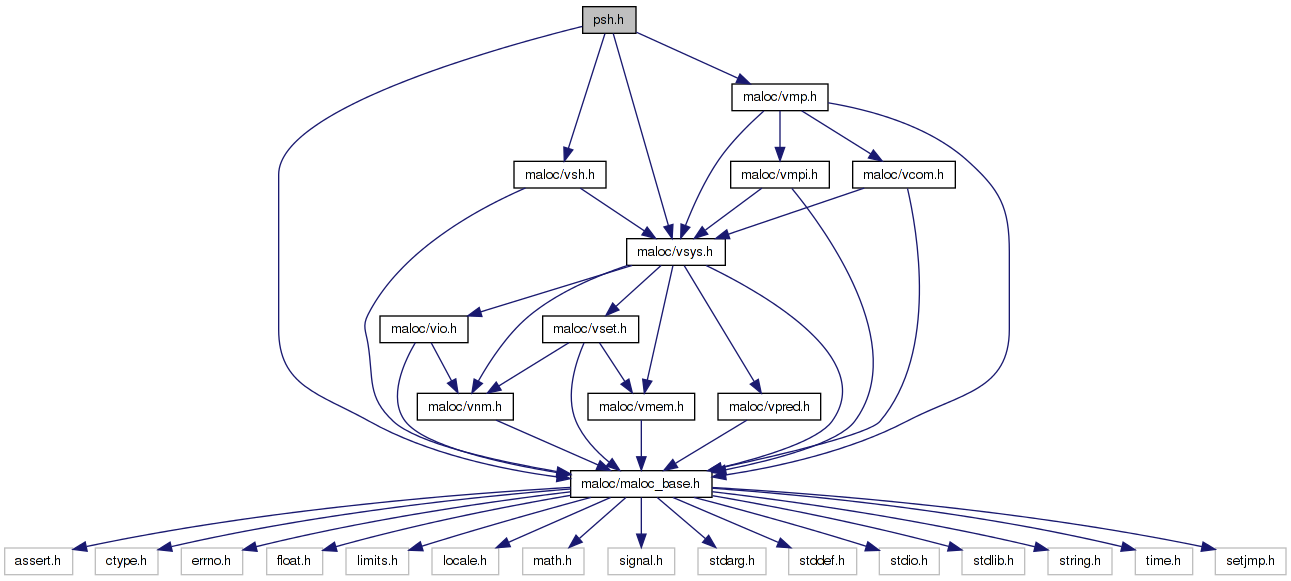 psh.h
maloc/vmp.h
maloc/vsh.h
maloc/vmpi.h
maloc/vcom.h
maloc/vsys.h
maloc/vio.h
maloc/vset.h
maloc/vnm.h
maloc/vmem.h
maloc/vpred.h
maloc/maloc_base.h
assert.h
ctype.h
errno.h
float.h
limits.h
locale.h
math.h
signal.h
stdarg.h
stddef.h
stdio.h
stdlib.h
string.h
time.h
setjmp.h